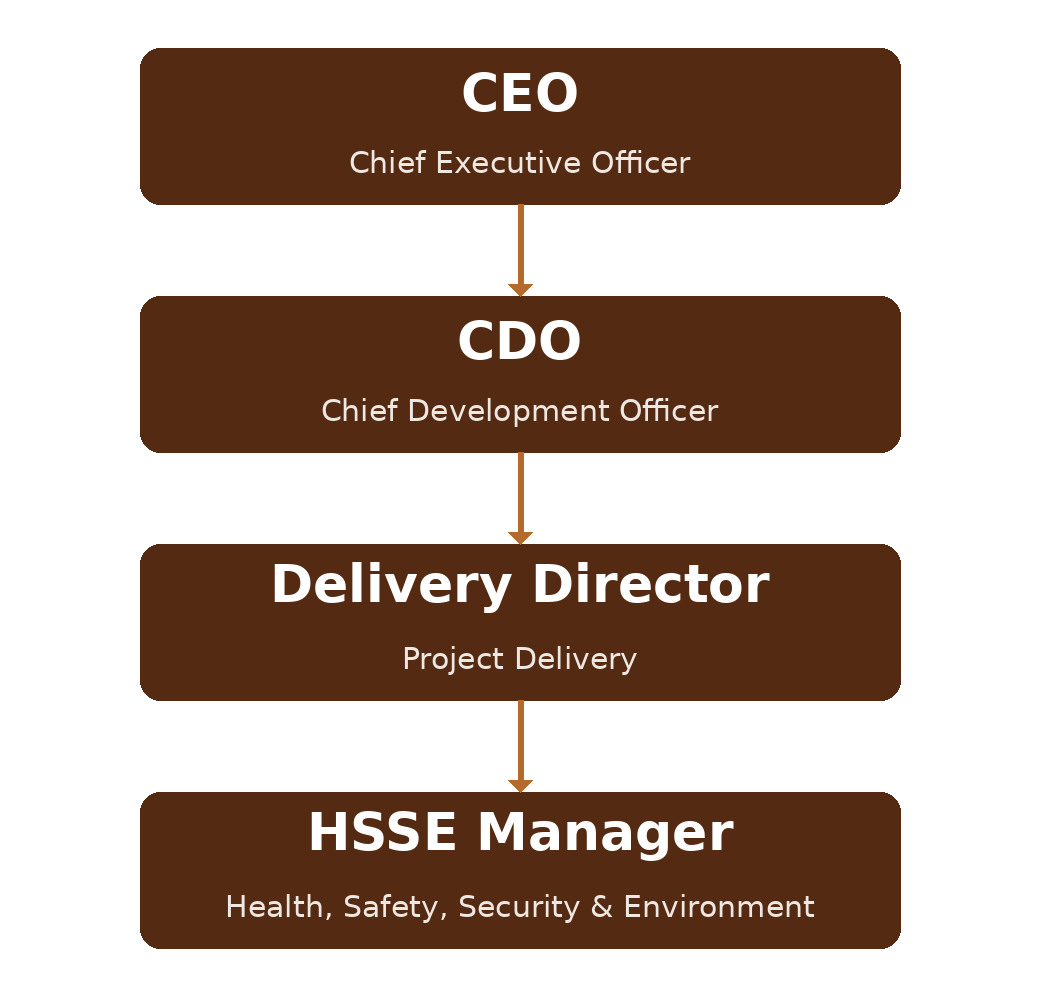 CEO
Chief Executive Officer
CDO
Chief Development Officer
Delivery Director
Project Delivery
HSSE Manager
Health, Safety, Security & Environment